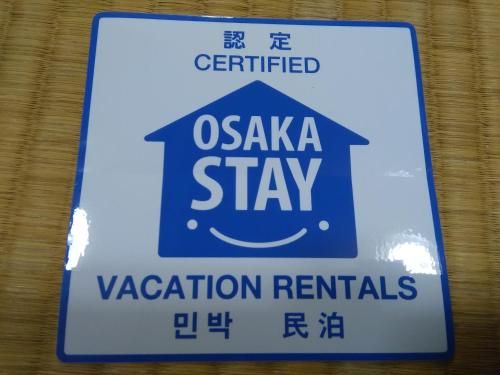 認定
CERTIFIED
OSAKA
STAY
VACATION RENTALS
민박 民泊